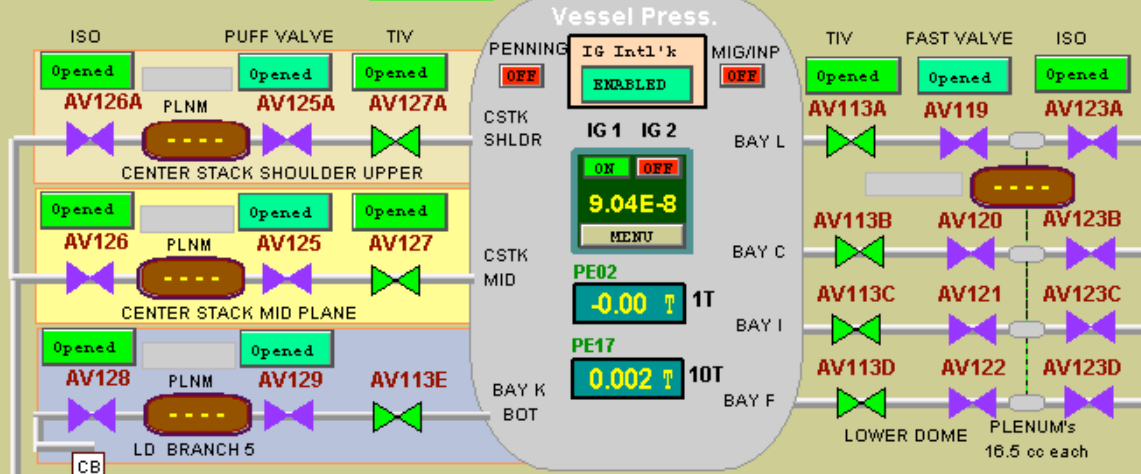 Vessel Press.
ISO PUFF VALVE TIV
PENNING IG Intl'k MIG/INP
TIV FAST VALVE ISO
Opened Opened Opened
OFF ENABLED OFF
Opened Opened Opened
AV126A PLNM AV125A AV127A
AV113A AV119 AV123A
CSTK
SHLDR
IG 1 IG 2
BAY L
----
CENTER STACK SHOULDER UPPER
ON OFF
9.04E-8
MENU
----
Opened Opened Opened
AV126 PLNM AV125 AV127
AV113B AV120 AV123B
CSTK
MID
BAY C
----
PE02
-0.00 T 1T
AV113C AV121 AV123C
CENTER STACK MID PLANE
BAY I
Opened Opened
PE17
0.002 T 10T
AV128 PLNM AV129 AV113E
AV113D AV122 AV123D
BAY K
BOT
BAY F
----
LD BRANCH 5
LOWER DOME
PLENUM's
16.5 cc each
CB